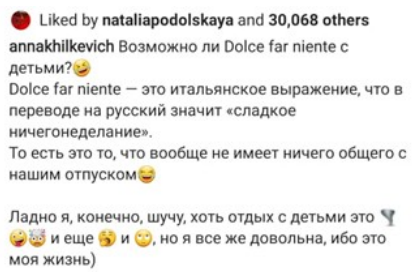 Liked by nataliapodolskaya and 30,068 others
annakhilkevich Возможно ли Dolce far niente с
детьми?🤪
Dolce far niente — это итальянское выражение, что в
переводе на русский значит «сладкое
ничегонеделание».
То есть это то, что вообще не имеет ничего общего с
нашим отпуском😂
Ладно я, конечно, шучу, хоть отдых с детьми это 🌪
🤪🤯 и еще 🥱 и 🙄, но я все же довольна, ибо это
моя жизнь)